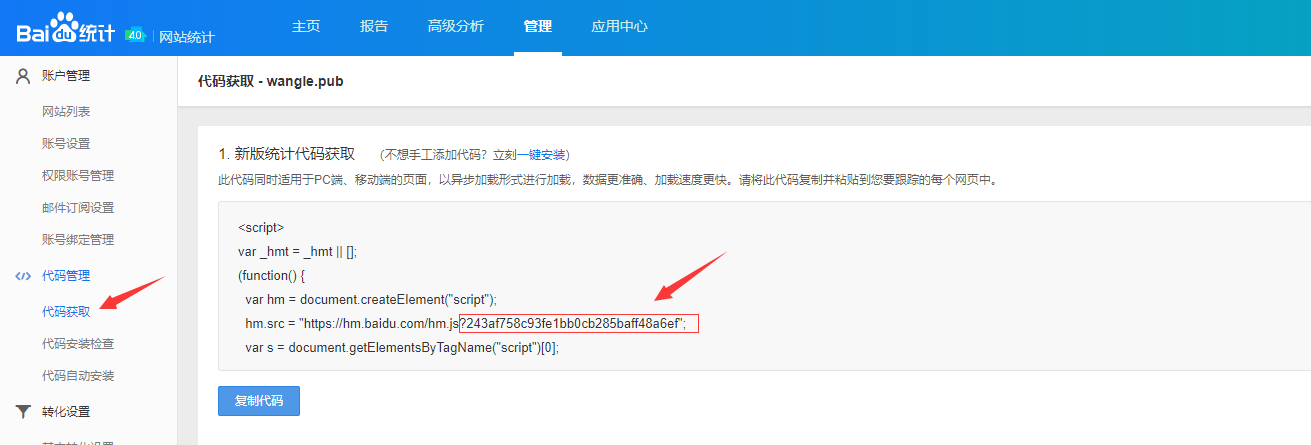 Baidu统计 4.0 网站统计 主页 报告 高级分析 管理 应用中心
账户管理
网站列表
账号设置
权限账号管理
邮件订阅设置
账号绑定管理
代码管理
代码获取
代码安装检查
代码自动安装
转化设置
代码获取 - wangle.pub
1. 新版统计代码获取 （不想手工添加代码？立刻一键安装）
此代码同时适用于PC端、移动端的页面，以异步加载形式进行加载，数据更准确、加载速度更快。请将此代码复制并粘贴到您要跟踪的每个网页中。
<script>
var _hmt = _hmt || [];
(function() {
var hm = document.createElement("script");
hm.src = "https://hm.baidu.com/hm.js?243af758c93fe1bb0cb285baff48a6ef";
var s = document.getElementsByTagName("script")[0];
复制代码